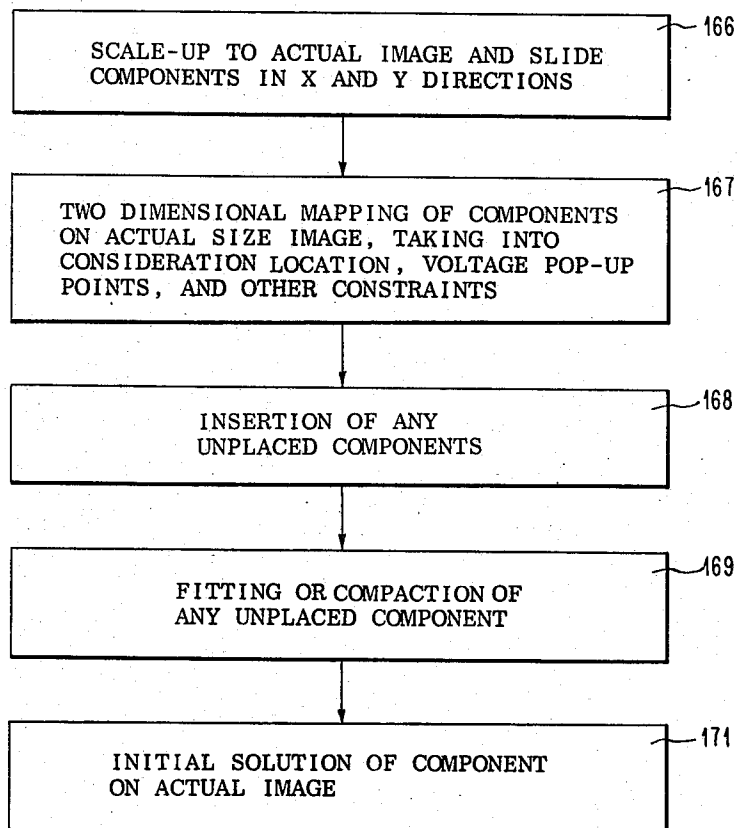 166
SCALE-UP TO ACTUAL IMAGE AND SLIDE
COMPONENTS IN X AND Y DIRECTIONS
167
TWO DIMENSIONAL MAPPING OF COMPONENTS
ON ACTUAL SIZE IMAGE, TAKING INTO
CONSIDERATION LOCATION, VOLTAGE POP-UP
POINTS, AND OTHER CONSTRAINTS
168
INSERTION OF ANY
UNPLACED COMPONENTS
169
FITTING OR COMPACTION OF
ANY UNPLACED COMPONENT
171
INITIAL SOLUTION OF COMPONENT
ON ACTUAL IMAGE